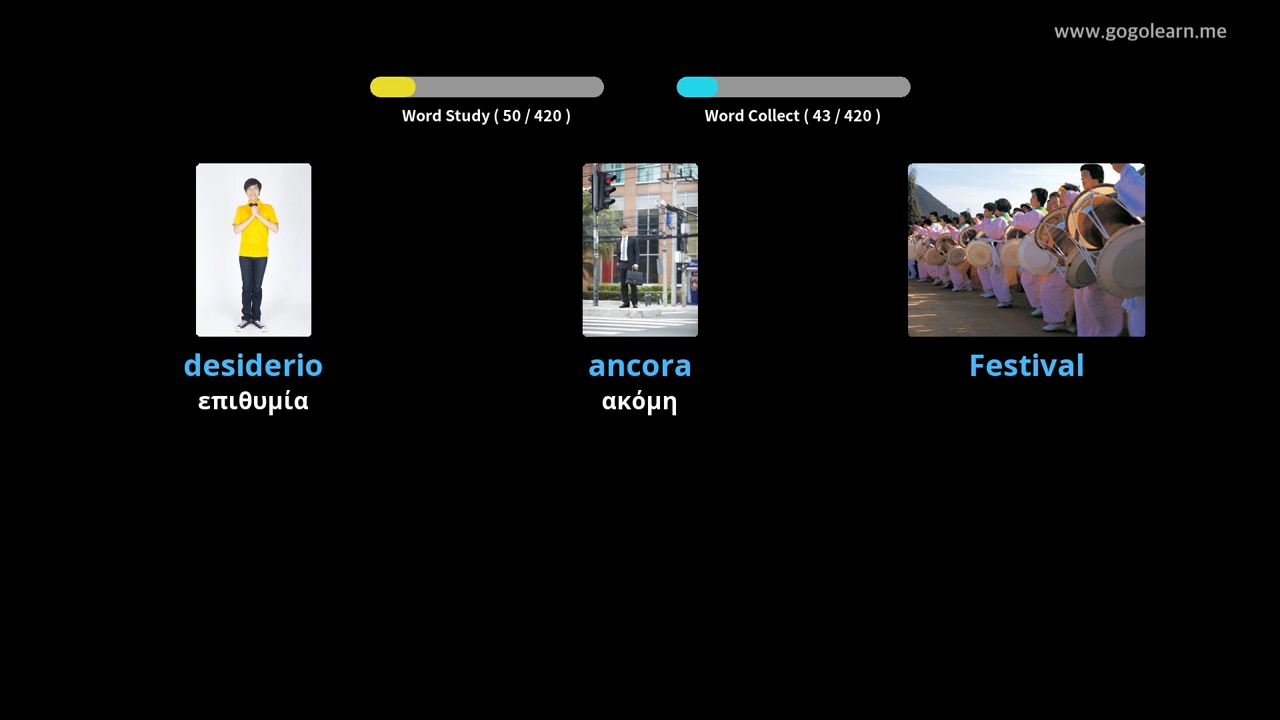 www.gogolearn.me
Word Study ( 50 / 420 )
Word Collect ( 43 / 420 )
desiderio
επιθυμία
ancora
ακόμη
Festival